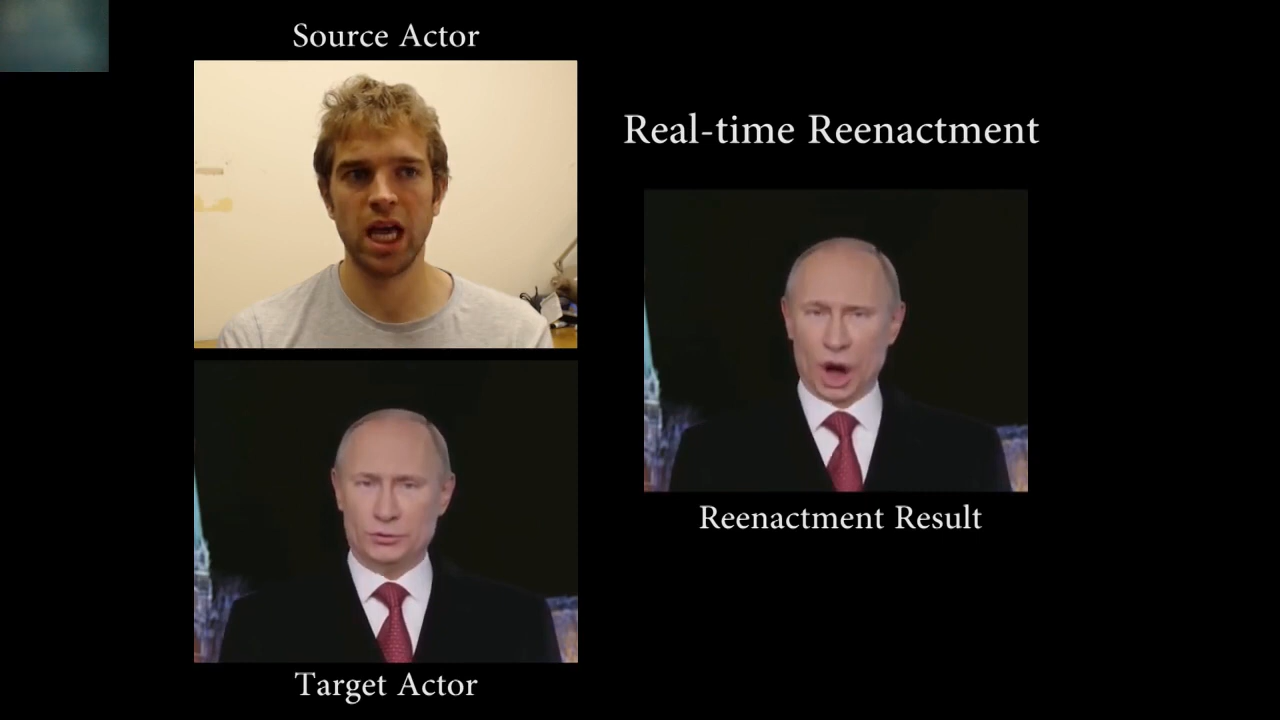 Source Actor
Real-time Reenactment
Reenactment Result
Target Actor